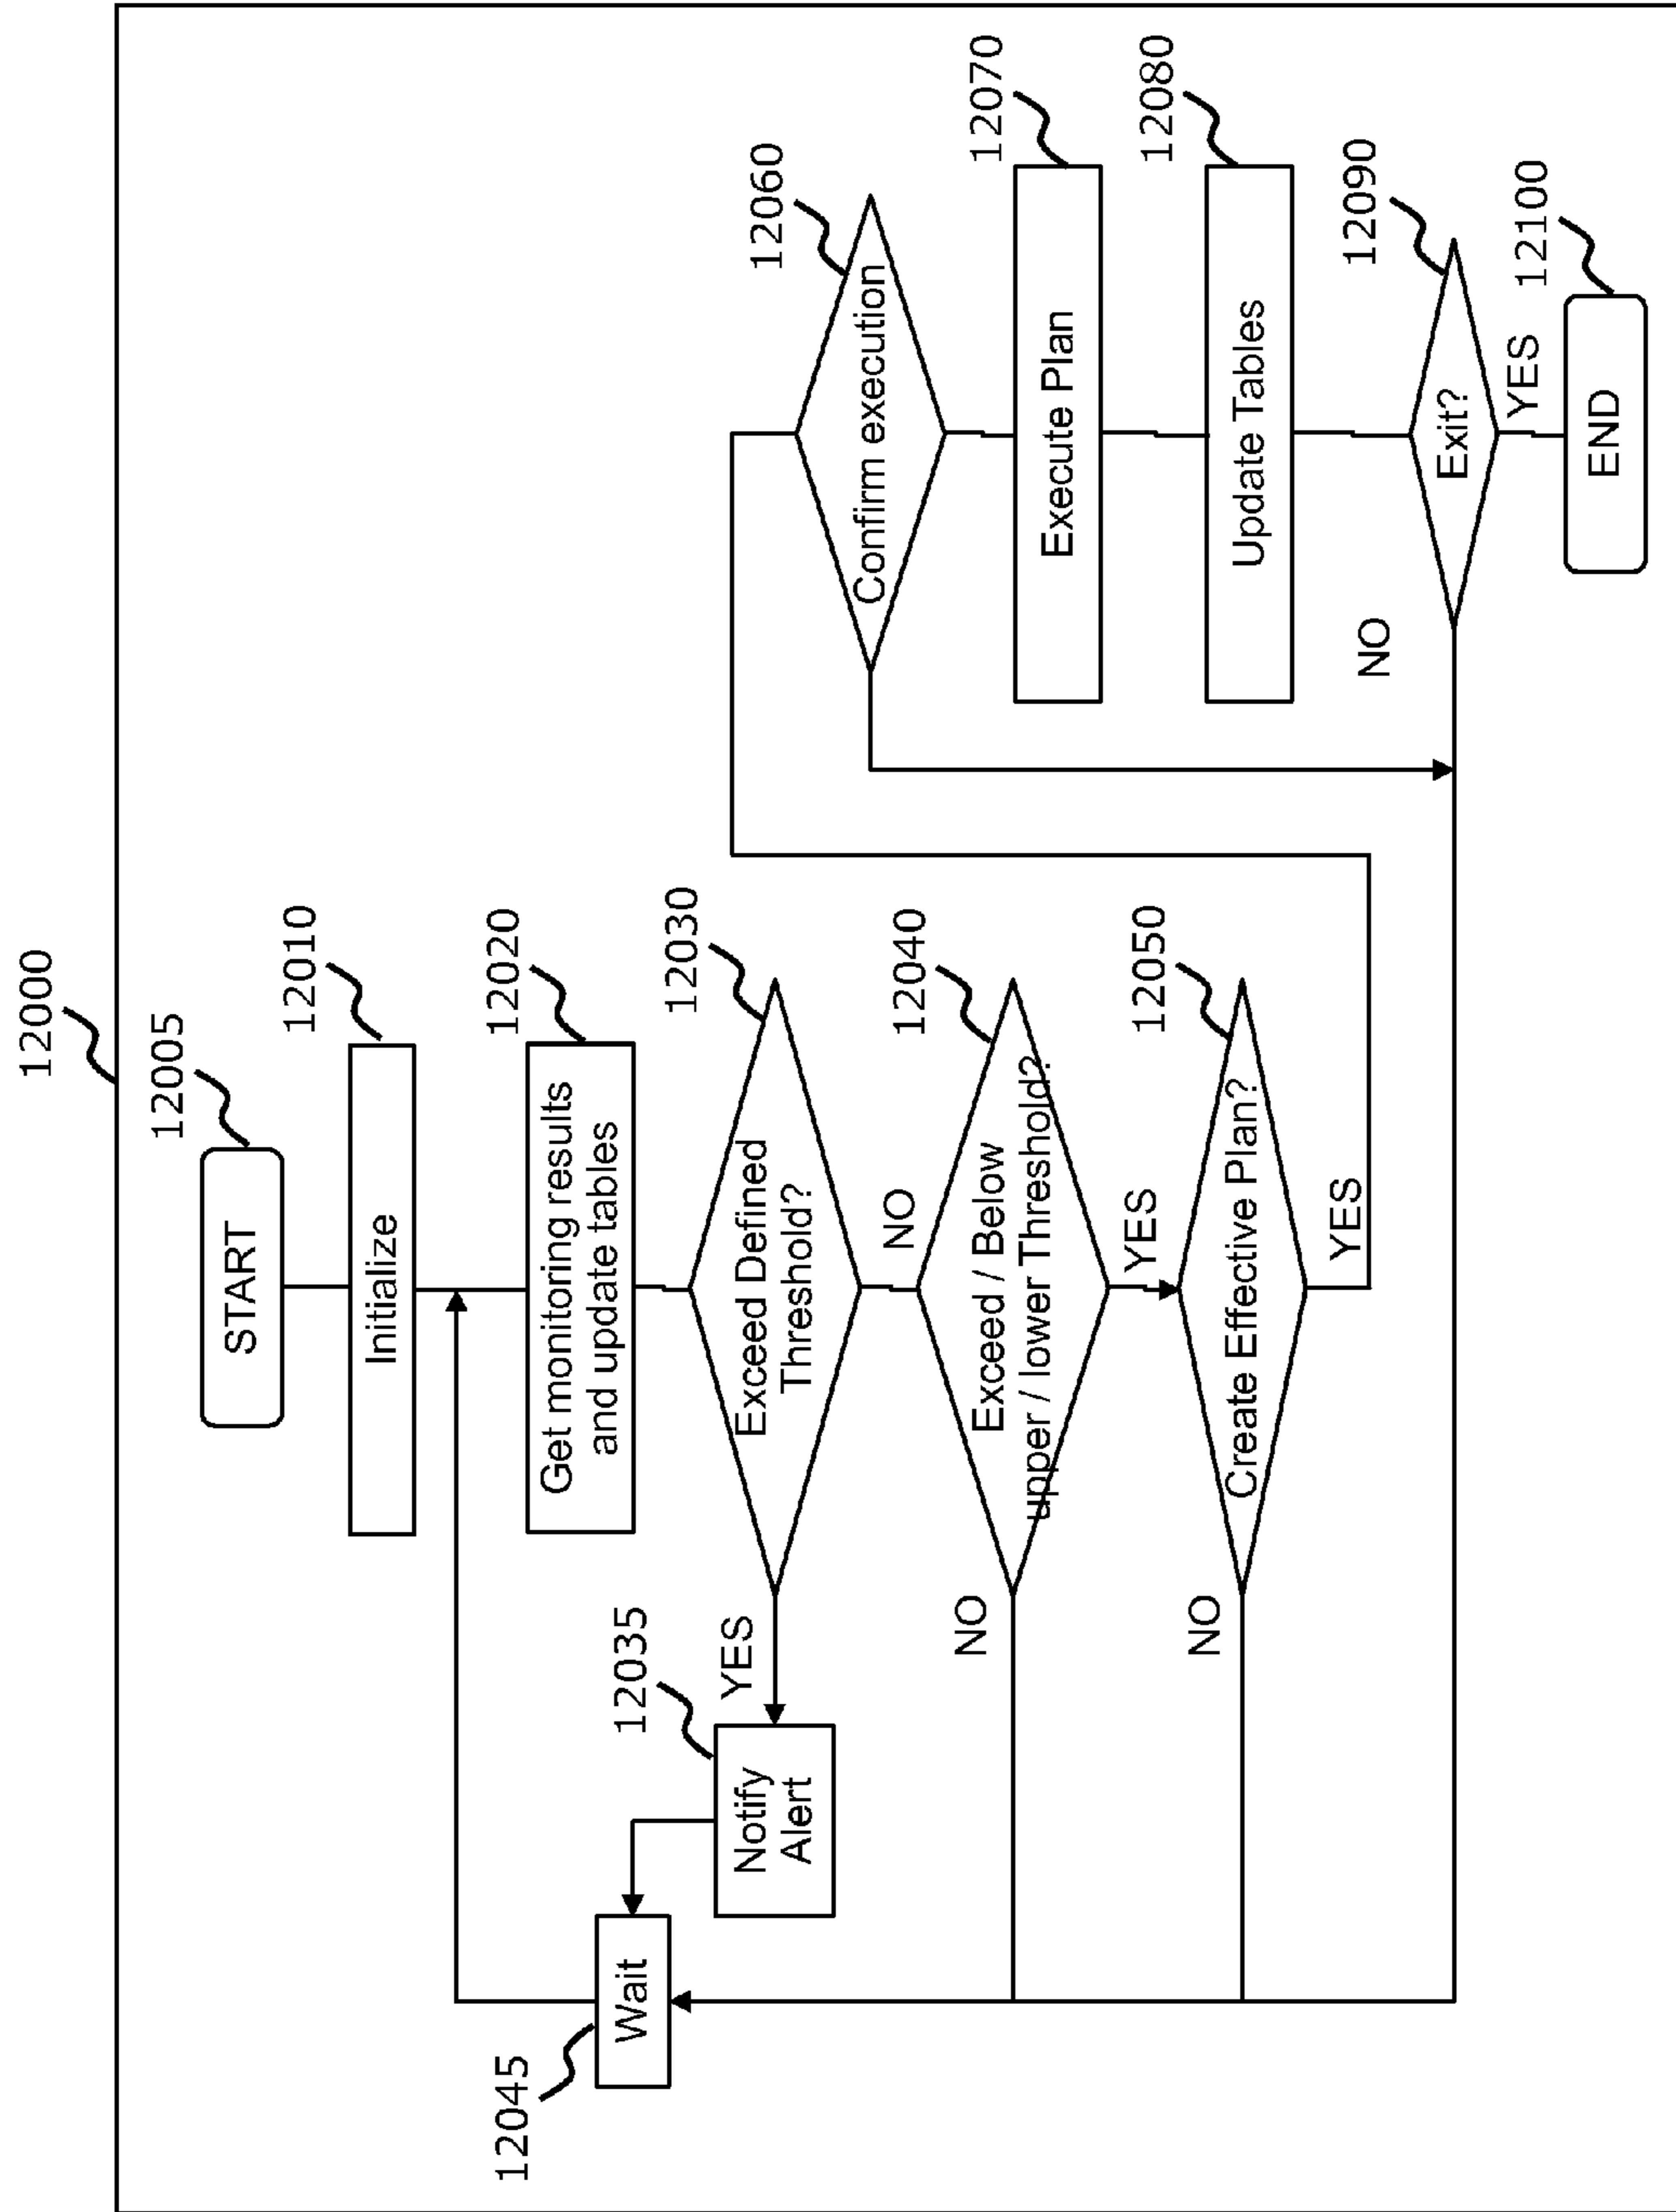 12000
START
12005
Initialize
12010
Get monitoring results
and update tables
12020
Exceed Defined
Threshold?
12030
YES
NO
Notify
Alert
12035
Wait
12045
Exceed / Below
upper / lower Threshold?
12040
NO
YES
Create Effective Plan?
12050
NO
YES
Confirm execution
12060
Execute Plan
12070
Update Tables
12080
Exit?
12090
NO
YES
END
12100